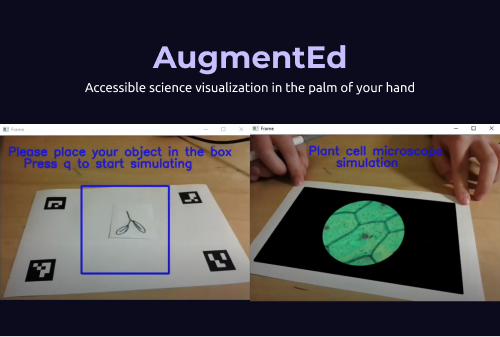 AugmentEd
Accessible science visualization in the palm of your hand
Frame
Please place your object in the box
Press q to start simulating
Frame
Plant cell microscope
simulation